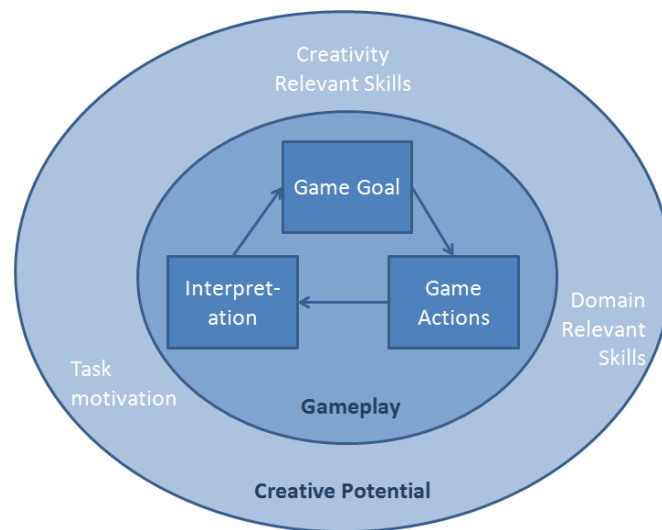 Creativity
Relevant Skills
Game Goal
Interpret-
ation
Game
Actions
Domain
Relevant
Skills
Task
motivation
Gameplay
Creative Potential